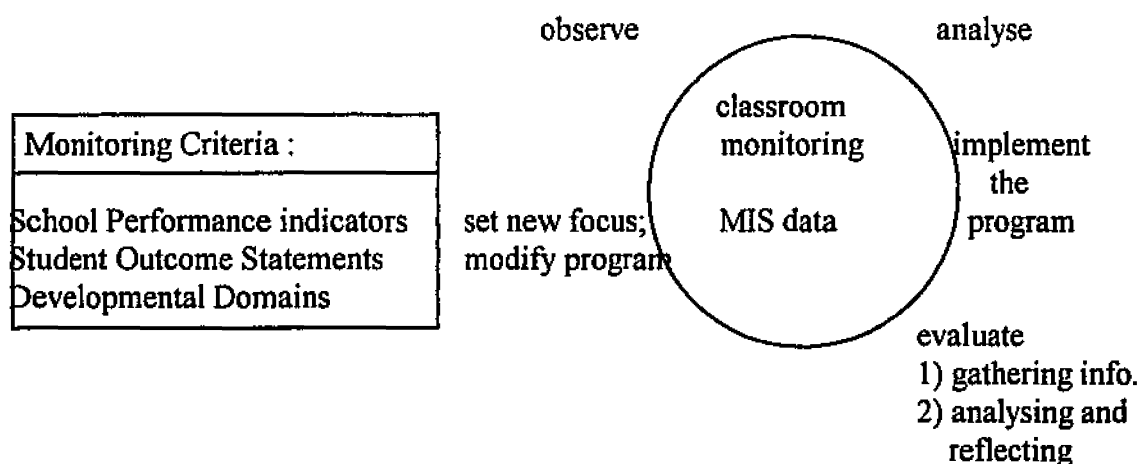 observe
analyse
Monitoring Criteria :
School Performance indicators
Student Outcome Statements
Developmental Domains
set new focus;
modify program
classroom
monitoring
MIS data
implement
the
program
evaluate
1) gathering info.
2) analysing and
reflecting